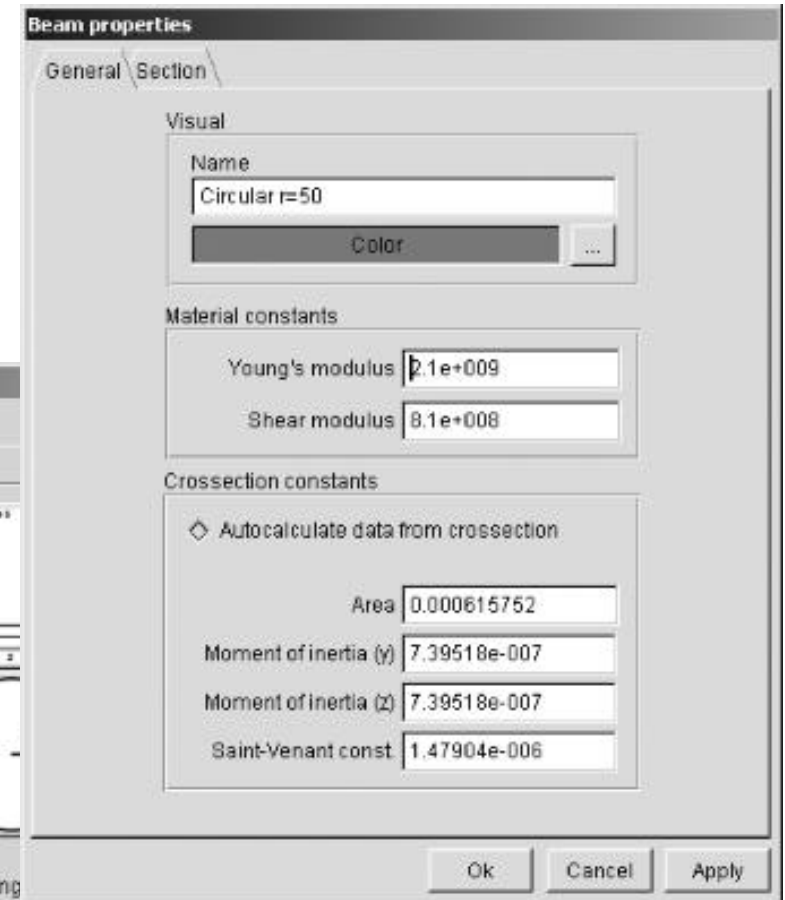 Beam properties
General Section
Visual
Name
Circular r=50
Color ...
Material constants
Young's modulus 2.1e+009
Shear modulus 8.1e+008
Crossection constants
Autocalculate data from crossection
Area 0.000615752
Moment of inertia (y) 7.39518e-007
Moment of inertia (z) 7.39518e-007
Saint-Venant const. 1.47904e-006
Ok Cancel Apply
ng